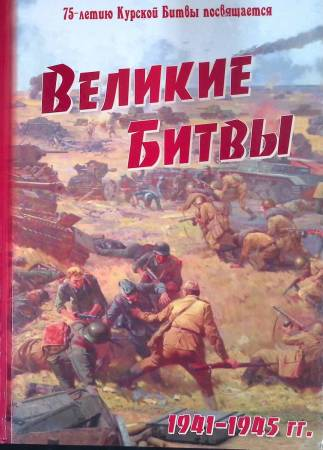 75-летию Курской Битвы посвящается
Великие
Битвы
1941-1945 гг.